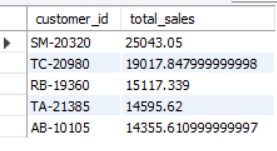 customer_id total_sales
SM-20320 25043.05
TC-20980 19017.847999999998
RB-19360 15117.339
TA-21385 14595.62
AB-10105 14355.610999999997